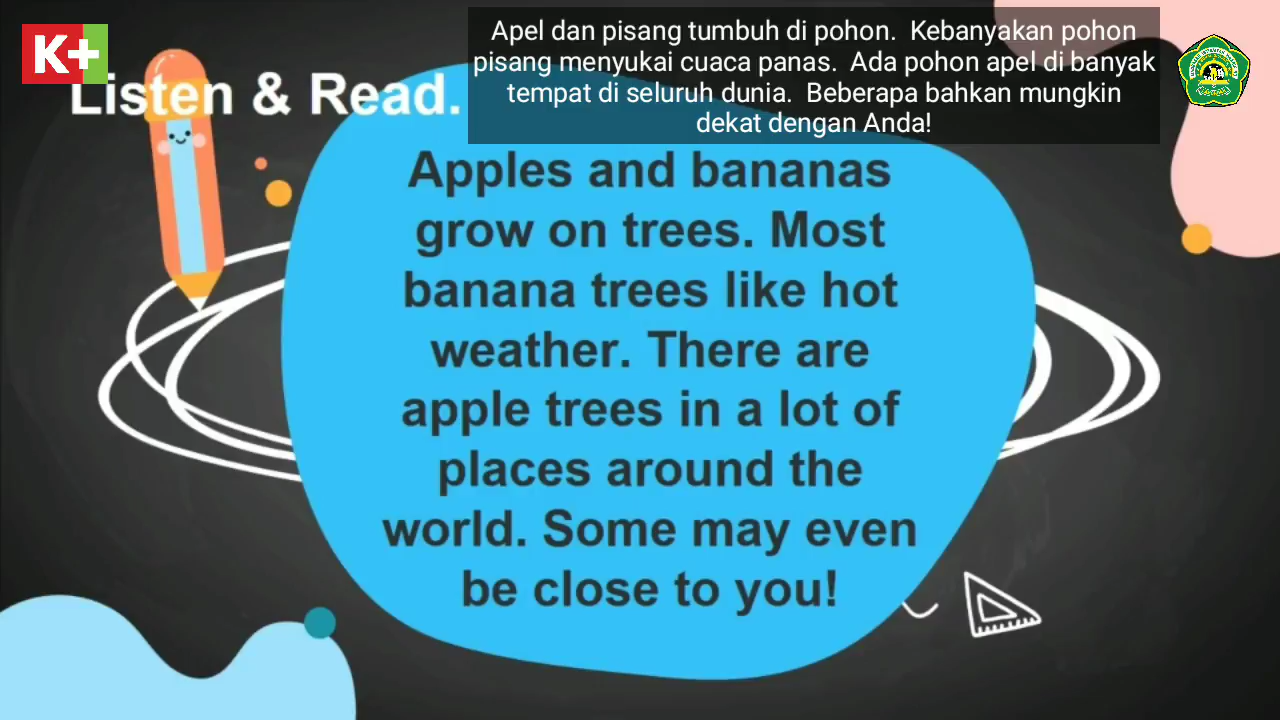 K+
Listen & Read.
Apel dan pisang tumbuh di pohon. Kebanyakan pohon
pisang menyukai cuaca panas. Ada pohon apel di banyak
tempat di seluruh dunia. Beberapa bahkan mungkin
dekat dengan Anda!
Apples and bananas
grow on trees. Most
banana trees like hot
weather. There are
apple trees in a lot of
places around the
world. Some may even
be close to you!